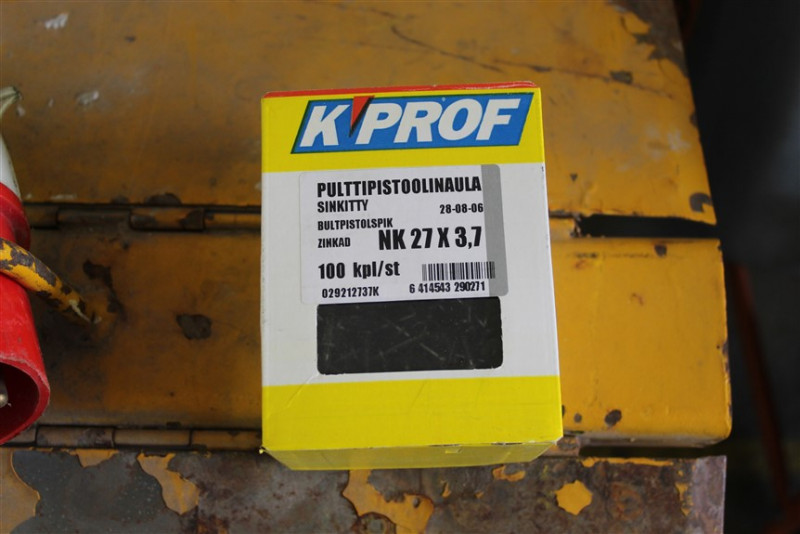 K'PROF
PULTTIPISTOOLINAULA
SINKITTY 28-08-06
BULTPISTOLSPIK
ZINKAD NK 27 X 3,7
100 kpl/st
029212737K 6 414543 290271